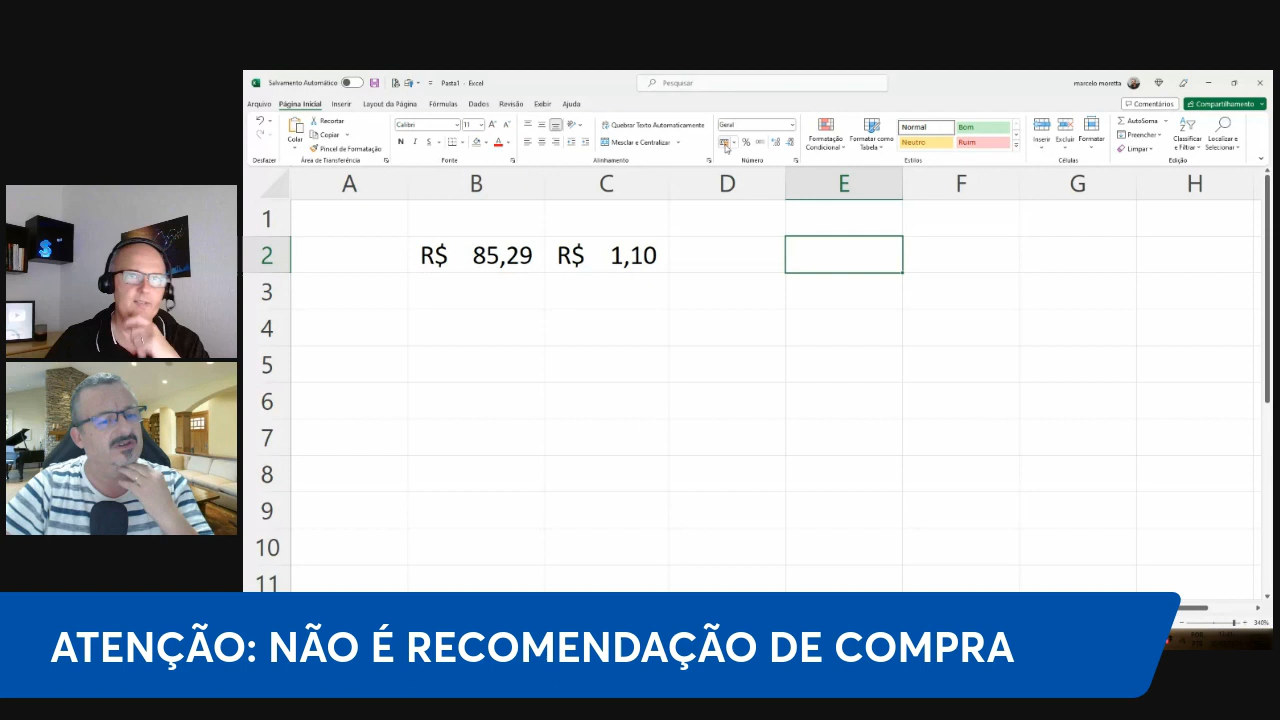 Salvamento Automático
Pasta1 - Excel
Pesquisar
marcelo moretta
Arquivo Página Inicial Inserir Layout da Página Fórmulas Dados Revisão Exibir Ajuda
Comentários Compartilhamento
Recortar
Copiar
Pincel de Formatação
Colar
Calibri 11
N I S
Quebrar Texto Automaticamente
Mesclar e Centralizar
Geral
% 000
Formatação Condicional
Formatar como Tabela
Normal Bom
Neutro Ruim
Inserir Excluir Formatar
AutoSoma
Preencher
Limpar
Classificar e Filtrar
Localizar e Selecionar
Desfazer Área de Transferência Fonte Alinhamento Número Estilos Células Edição
A B C D E F G H
1
2 R$ 85,29 R$ 1,10
3
4
5
6
7
8
9
10
11
340%
ATENÇÃO: NÃO É RECOMENDAÇÃO DE COMPRA